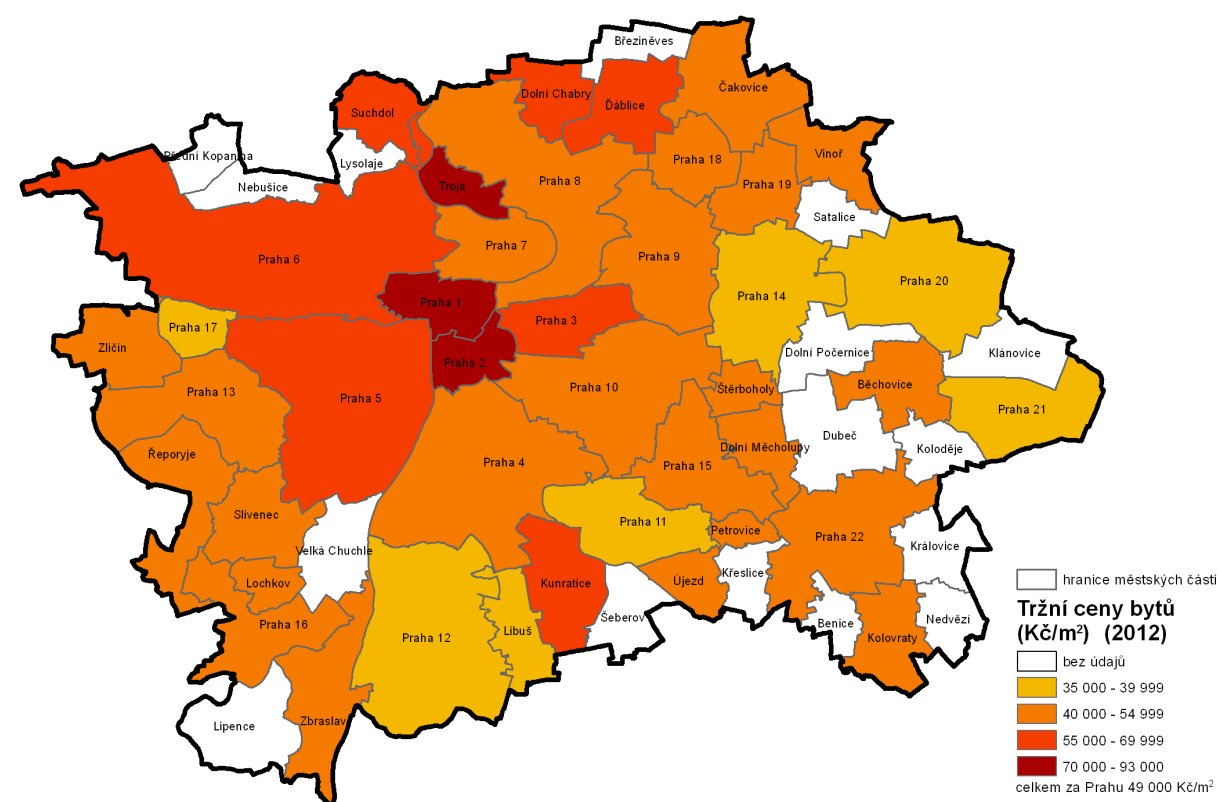 Březiněves
Dolní Chabry
Ďáblice
Čakovice
Suchdol
Přední Kopanina
Lysolaje
Nebušice
Troja
Praha 8
Praha 18
Vinoř
Praha 19
Satalice
Praha 7
Praha 6
Praha 9
Praha 20
Praha 14
Praha 1
Praha 3
Praha 17
Zličín
Praha 2
Dolní Počernice
Klánovice
Praha 13
Praha 5
Praha 10
Štěrboholy
Běchovice
Praha 21
Řeporyje
Praha 4
Praha 15
Dolní Měcholupy
Dubeč
Koloděje
Slivenec
Velká Chuchle
Praha 11
Petrovice
Praha 22
Královice
Lochkov
Kunratice
Újezd
Křeslice
Praha 16
Praha 12
Libuš
Šeberov
Benice
Kolovraty
Nedvězí
Lipence
Zbraslav
hranice městských částí
Tržní ceny bytů
(Kč/m²) (2012)
bez údajů
35 000 - 39 999
40 000 - 54 999
55 000 - 69 999
70 000 - 93 000
celkem za Prahu 49 000 Kč/m²